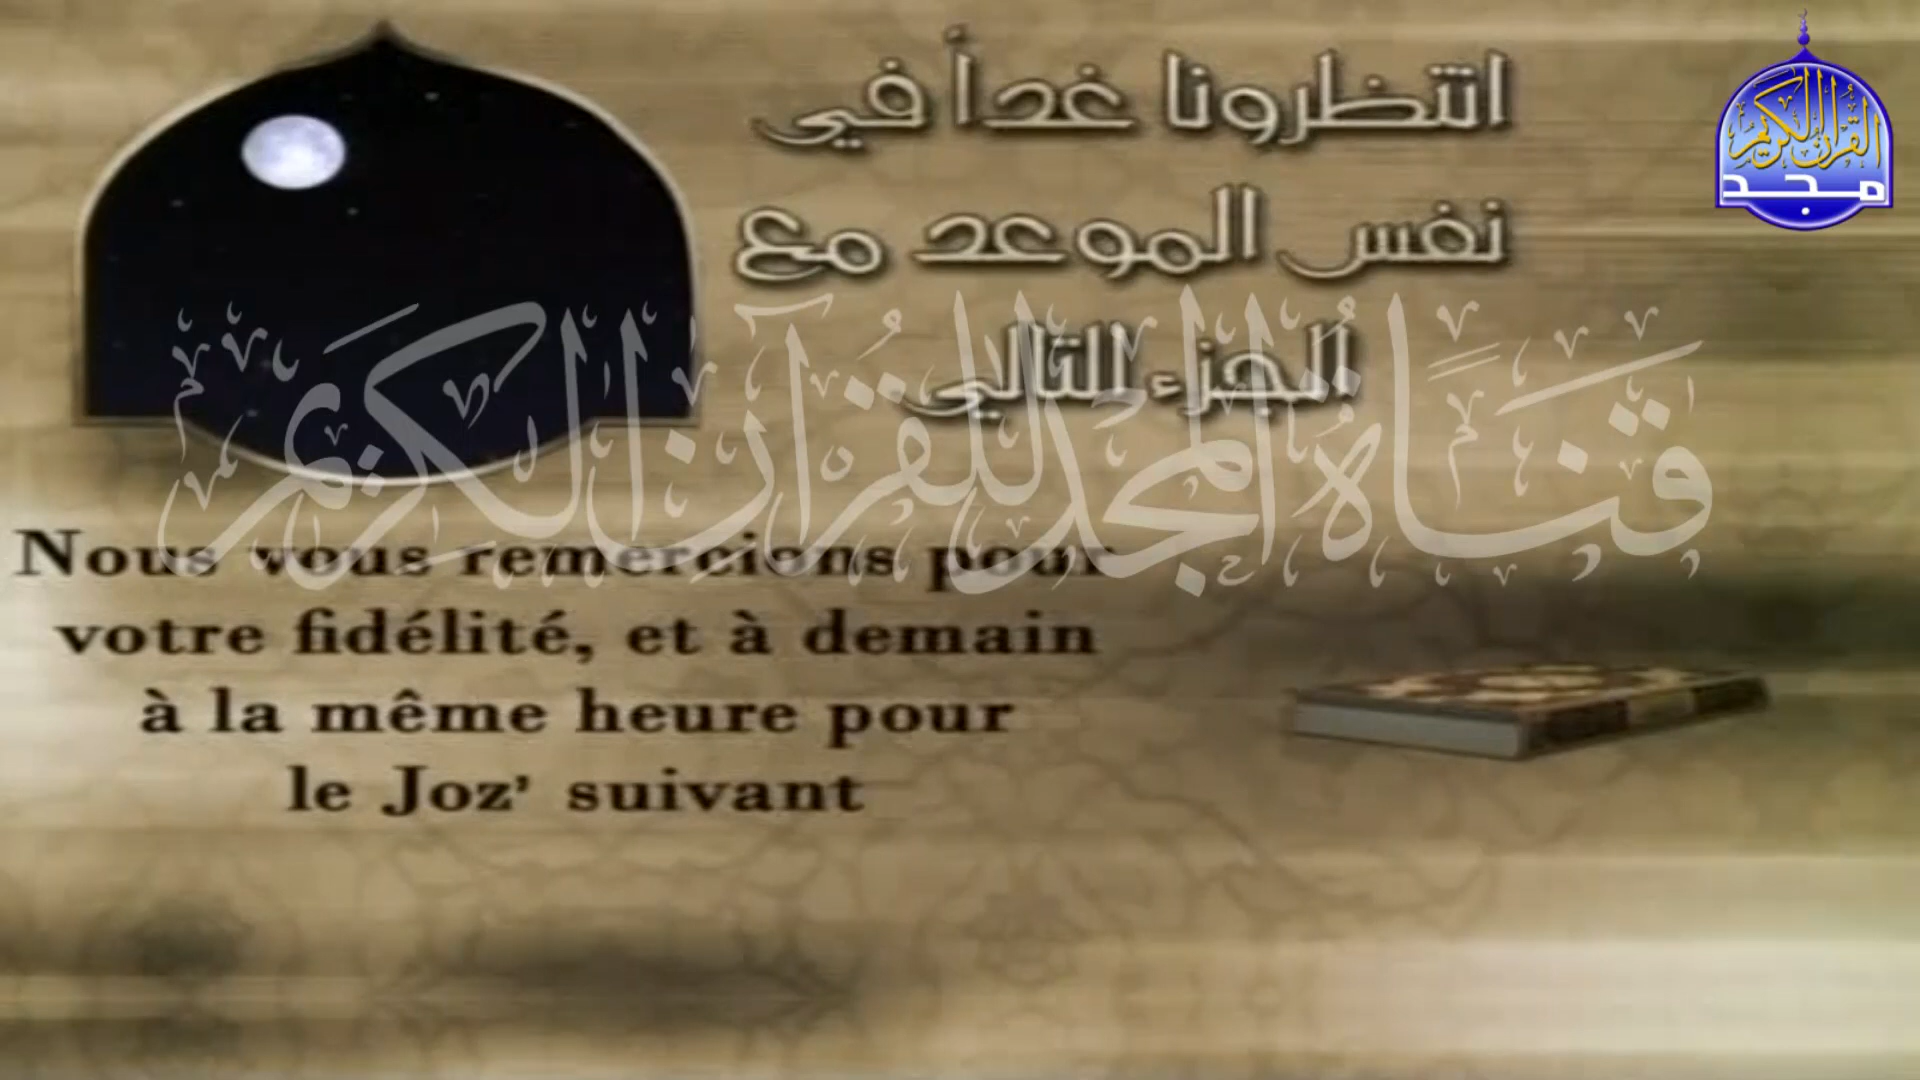 انتظرونا غداً في
نفس الموعد مع
الجزء التالي
القرآن الكريم
مجد
قناة المجد للقرآن الكريم
Nous vous remercions pour
votre fidélité, et à demain
à la même heure pour
le Joz' suivant